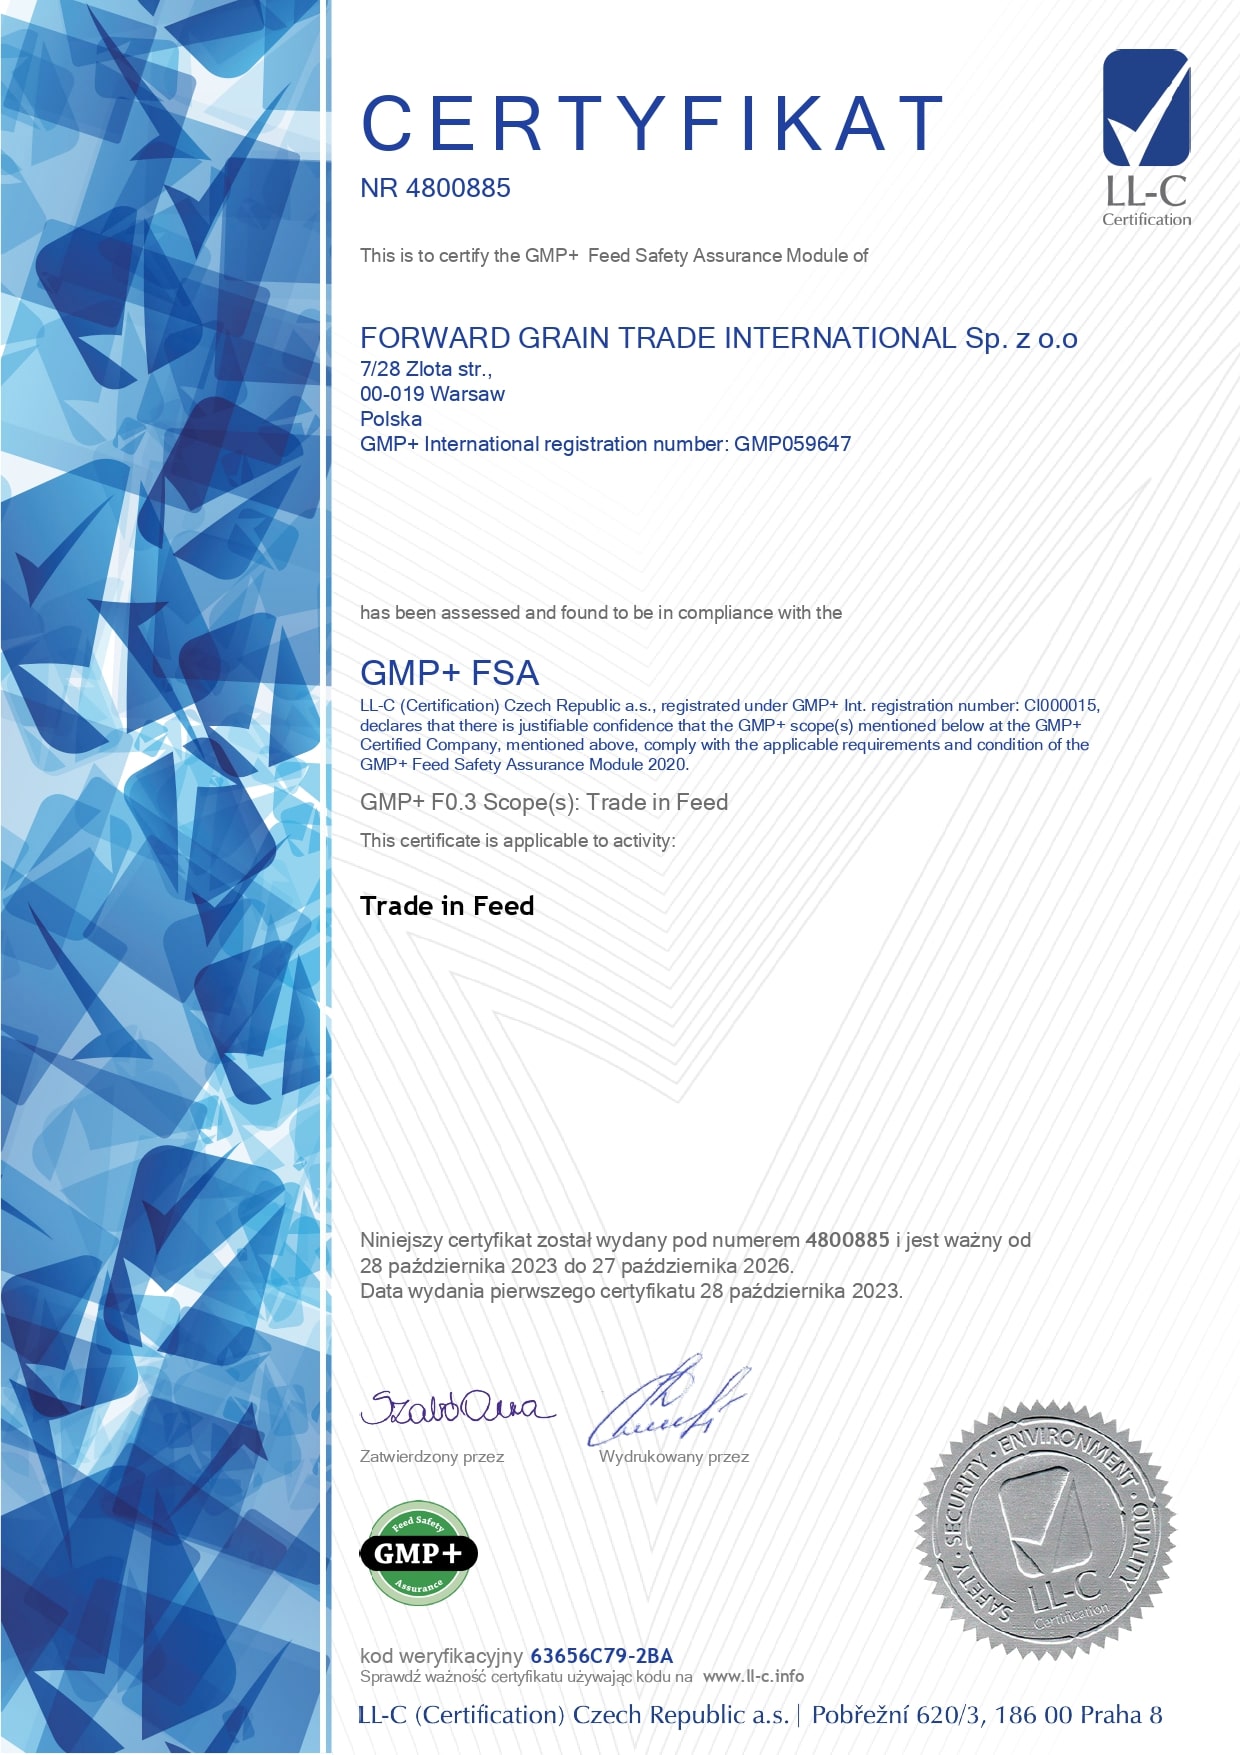 CERTYFIKAT
NR 4800885
LL-C
Certification
This is to certify the GMP+ Feed Safety Assurance Module of
FORWARD GRAIN TRADE INTERNATIONAL Sp. z o.o
7/28 Zlota str.,
00-019 Warsaw
Polska
GMP+ International registration number: GMP059647
has been assessed and found to be in compliance with the
GMP+ FSA
LL-C (Certification) Czech Republic a.s., registrated under GMP+ Int. registration number: CI000015,
declares that there is justifiable confidence that the GMP+ scope(s) mentioned below at the GMP+
Certified Company, mentioned above, comply with the applicable requirements and condition of the
GMP+ Feed Safety Assurance Module 2020.
GMP+ F0.3 Scope(s): Trade in Feed
This certificate is applicable to activity:
Trade in Feed
Niniejszy certyfikat został wydany pod numerem 4800885 i jest ważny od
28 października 2023 do 27 października 2026.
Data wydania pierwszego certyfikatu 28 października 2023.
Szabó Anna
Zatwierdzony przez
Wydrukowany przez
Feed Safety
GMP+
Assurance
SAFETY · SECURITY · ENVIRONMENT · QUALITY
LL-C
Certification
kod weryfikacyjny 63656C79-2BA
Sprawdź ważność certyfikatu używając kodu na www.ll-c.info
LL-C (Certification) Czech Republic a.s. | Pobřežní 620/3, 186 00 Praha 8